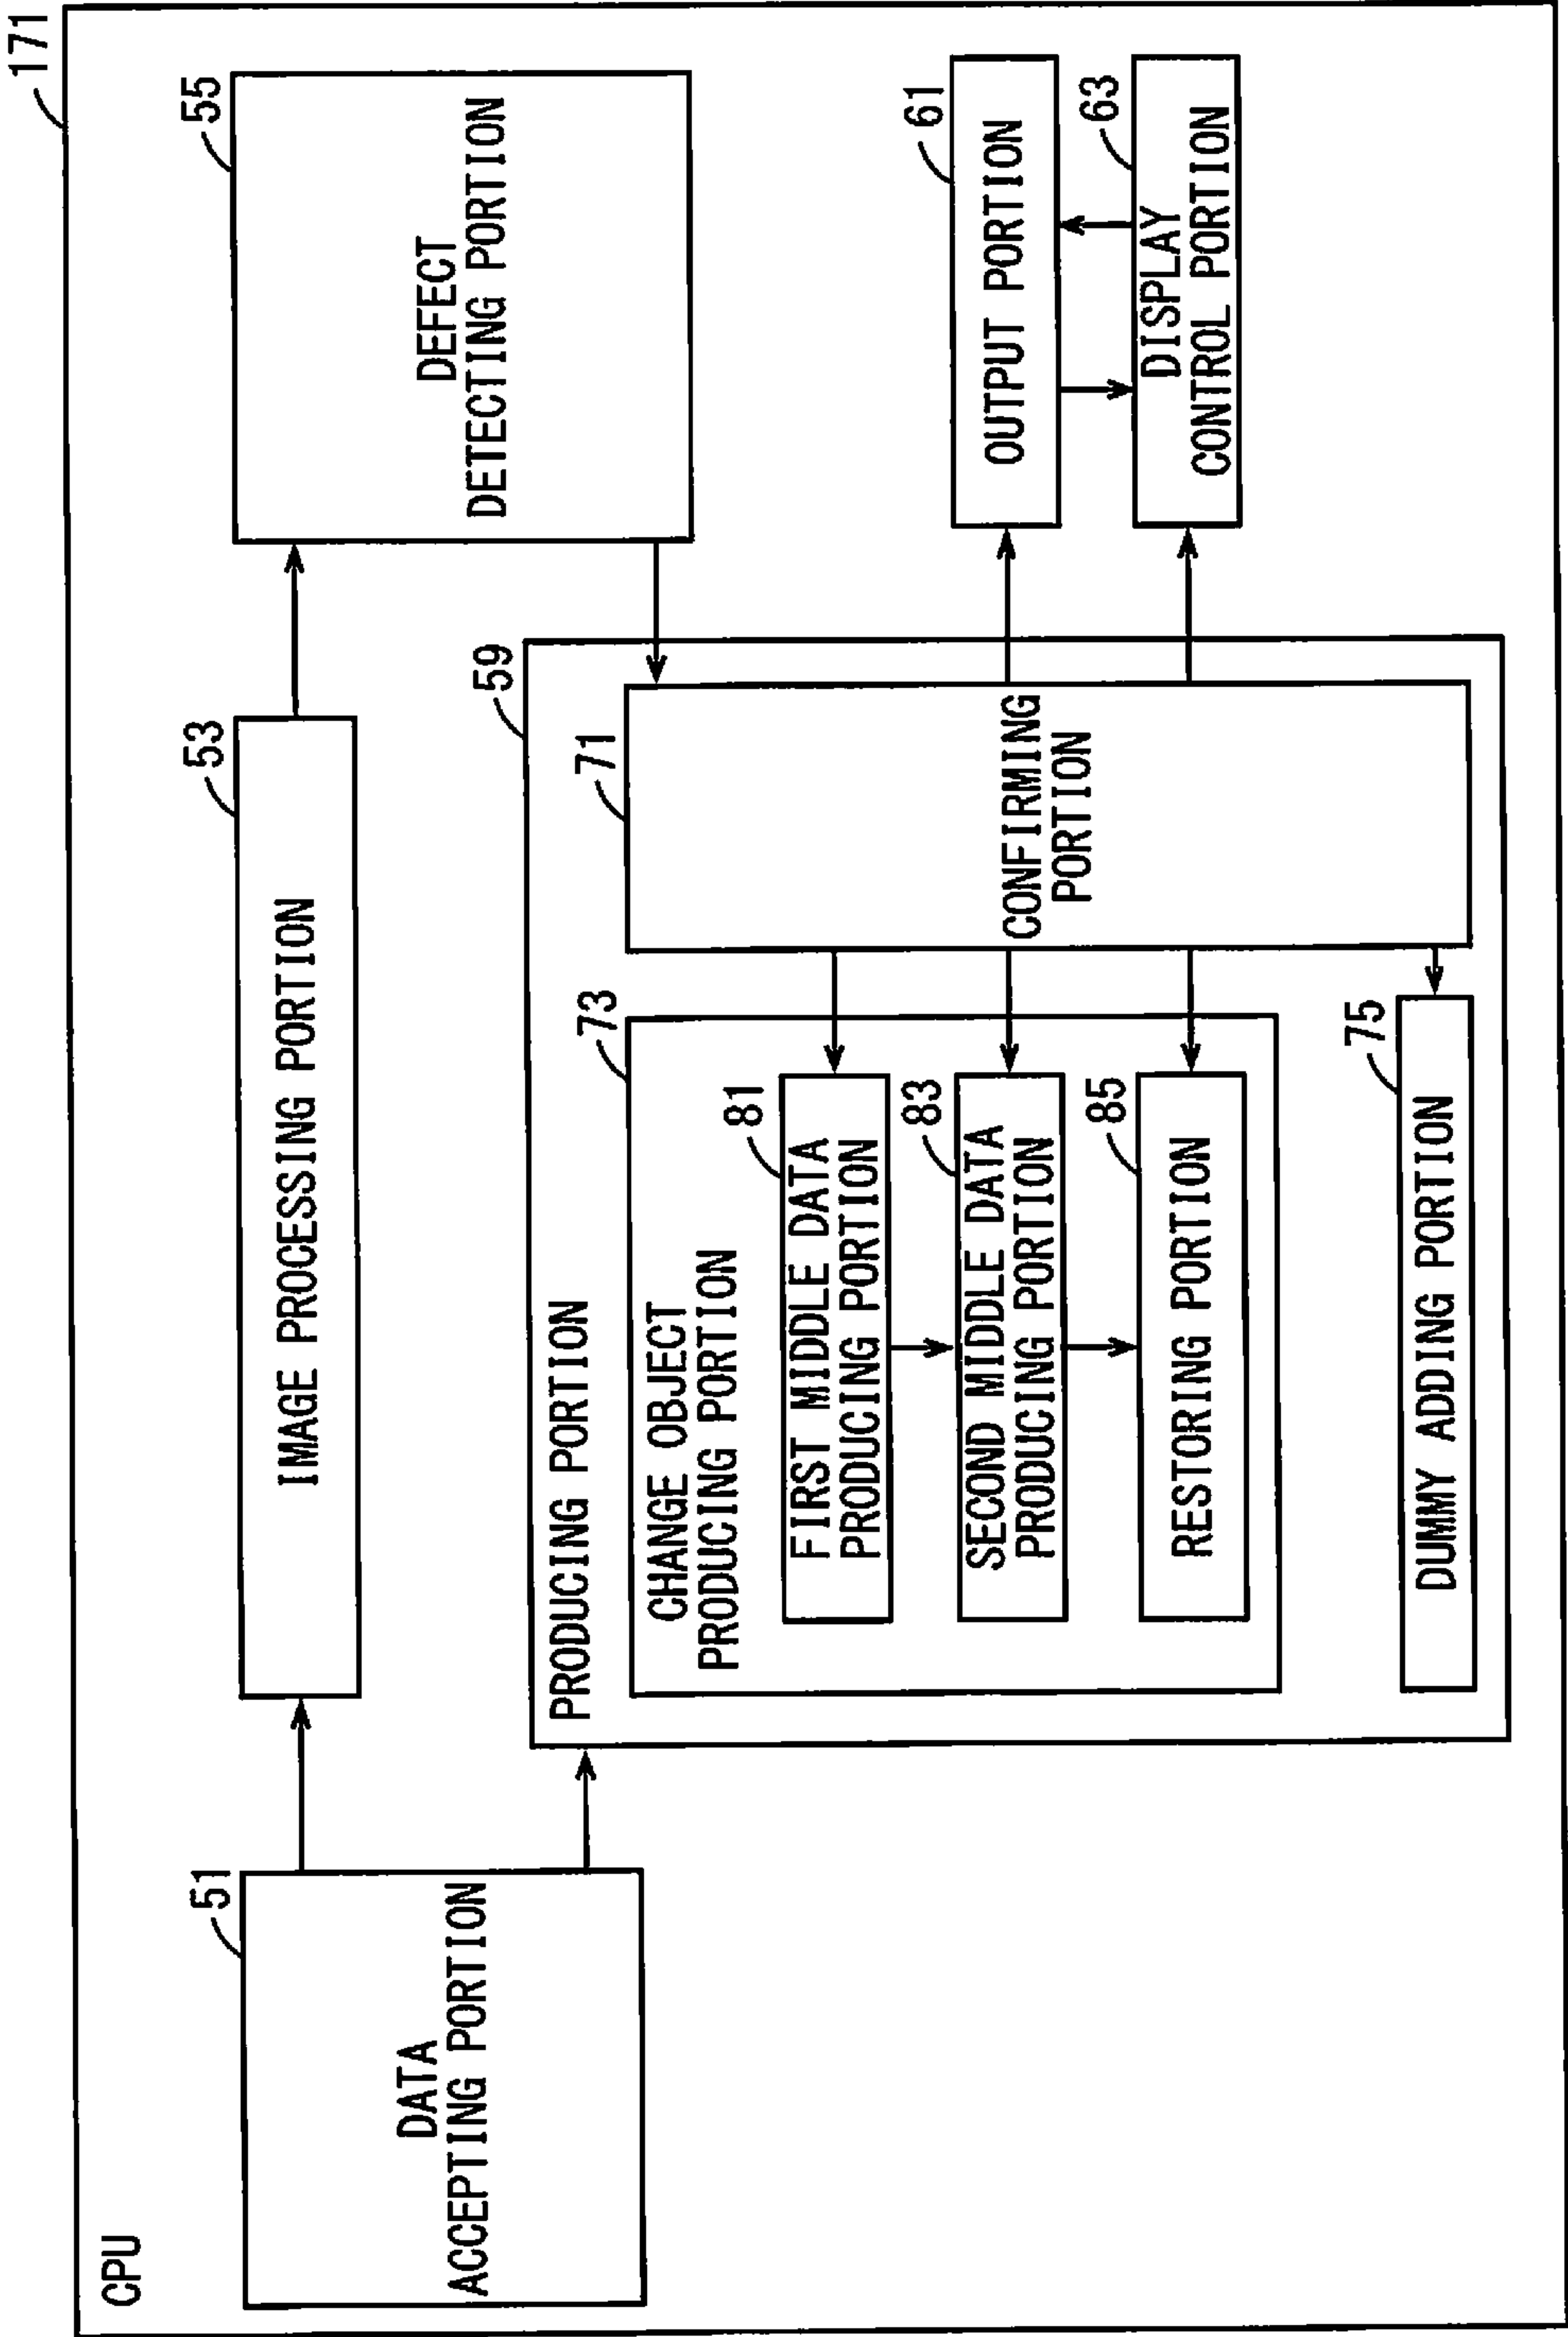 171
CPU
51
DATA
ACCEPTING PORTION
53
IMAGE PROCESSING PORTION
55
DEFECT
DETECTING PORTION
59
PRODUCING PORTION
73
CHANGE OBJECT
PRODUCING PORTION
81
FIRST MIDDLE DATA
PRODUCING PORTION
83
SECOND MIDDLE DATA
PRODUCING PORTION
85
RESTORING PORTION
75
DUMMY ADDING PORTION
71
CONFIRMING
PORTION
61
OUTPUT PORTION
63
DISPLAY
CONTROL PORTION